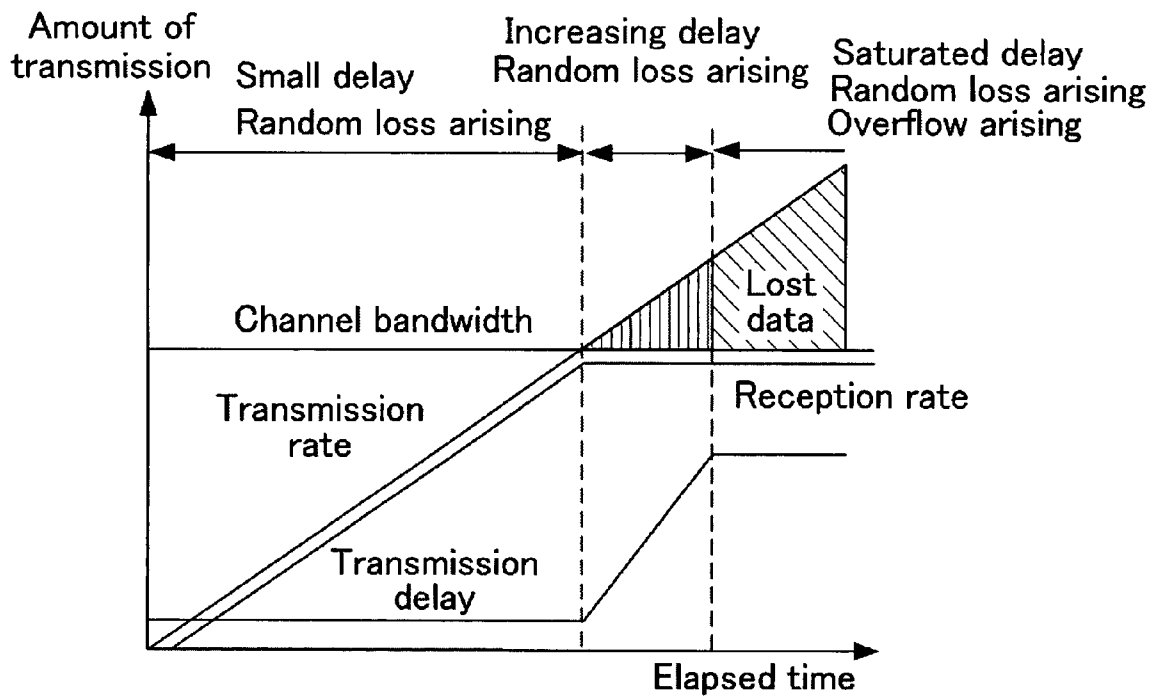 Amount of
transmission
Small delay
Random loss arising
Increasing delay
Random loss arising
Saturated delay
Random loss arising
Overflow arising
Lost
data
Channel bandwidth
Transmission
rate
Reception rate
Transmission
delay
Elapsed time